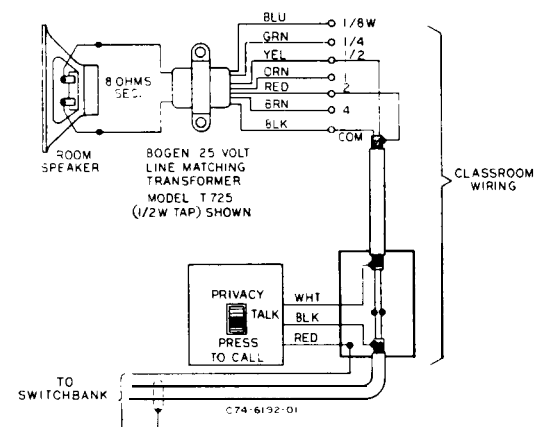 BLU 1/8W
GRN 1/4
YEL 1/2
ORN 1
RED 2
BRN 4
BLK COM
8 OHMS
SEC.
ROOM
SPEAKER
BOGEN 25 VOLT
LINE MATCHING
TRANSFORMER
MODEL T725
(1/2W TAP) SHOWN
CLASSROOM
WIRING
PRIVACY
TALK
PRESS
TO CALL
WHT
BLK
RED
TO
SWITCHBANK
C74-6192-01